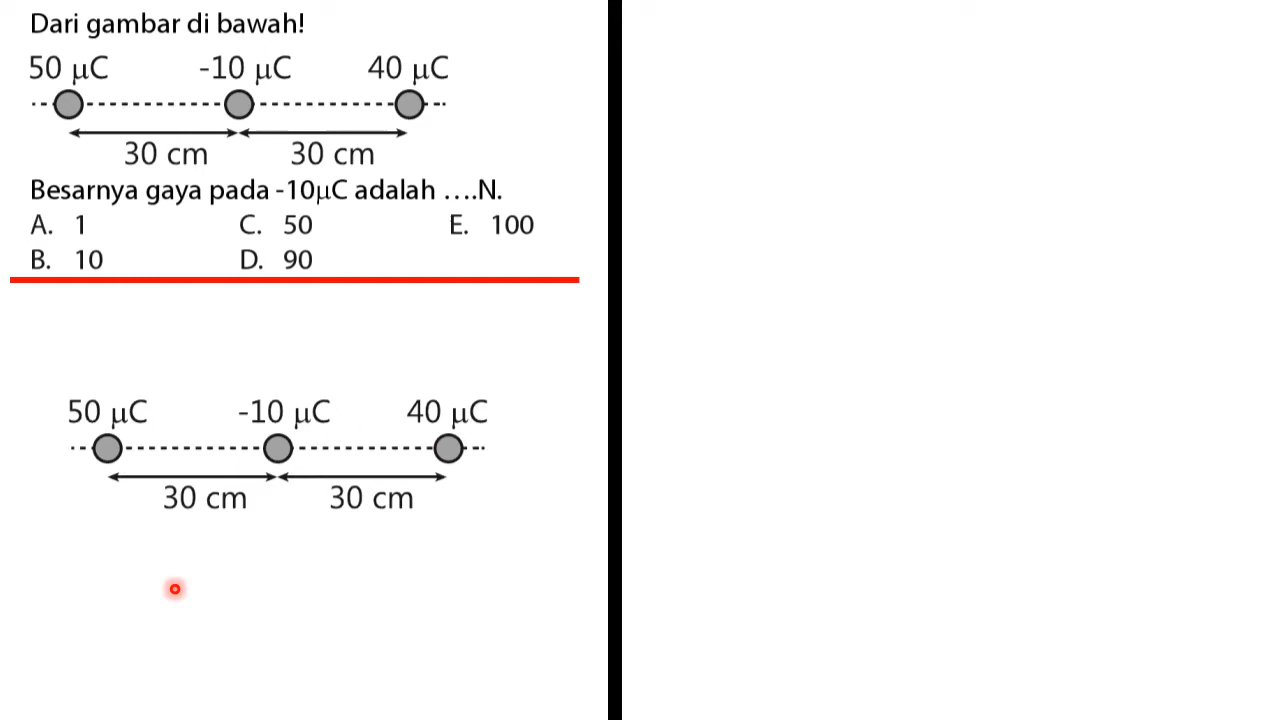 Dari gambar di bawah!
50 µC -10 µC 40 µC
30 cm 30 cm
Besarnya gaya pada -10µC adalah ….N.
A. 1 C. 50 E. 100
B. 10 D. 90
50 µC -10 µC 40 µC
30 cm 30 cm